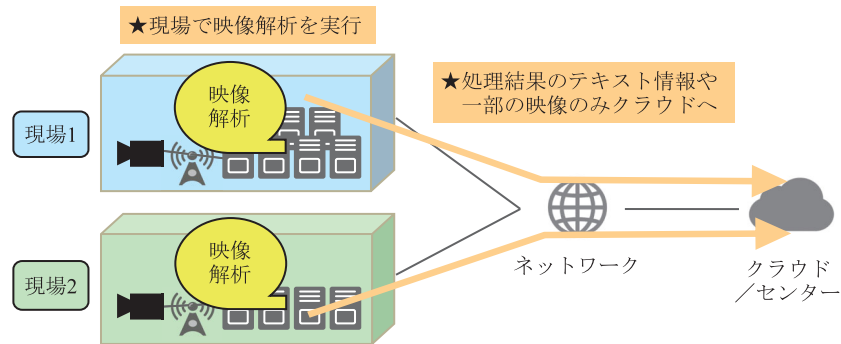 ★現場で映像解析を実行
★処理結果のテキスト情報や
一部の映像のみクラウドへ
映像
解析
現場1
映像
解析
現場2
ネットワーク
クラウド
／センター